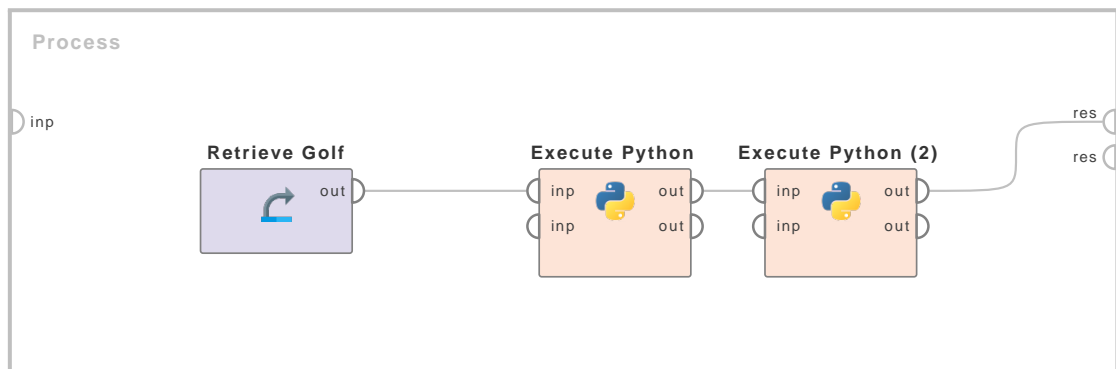 Process
inp
res
res
Retrieve Golf
out
Execute Python
inp
out
inp
out
Execute Python (2)
inp
out
inp
out